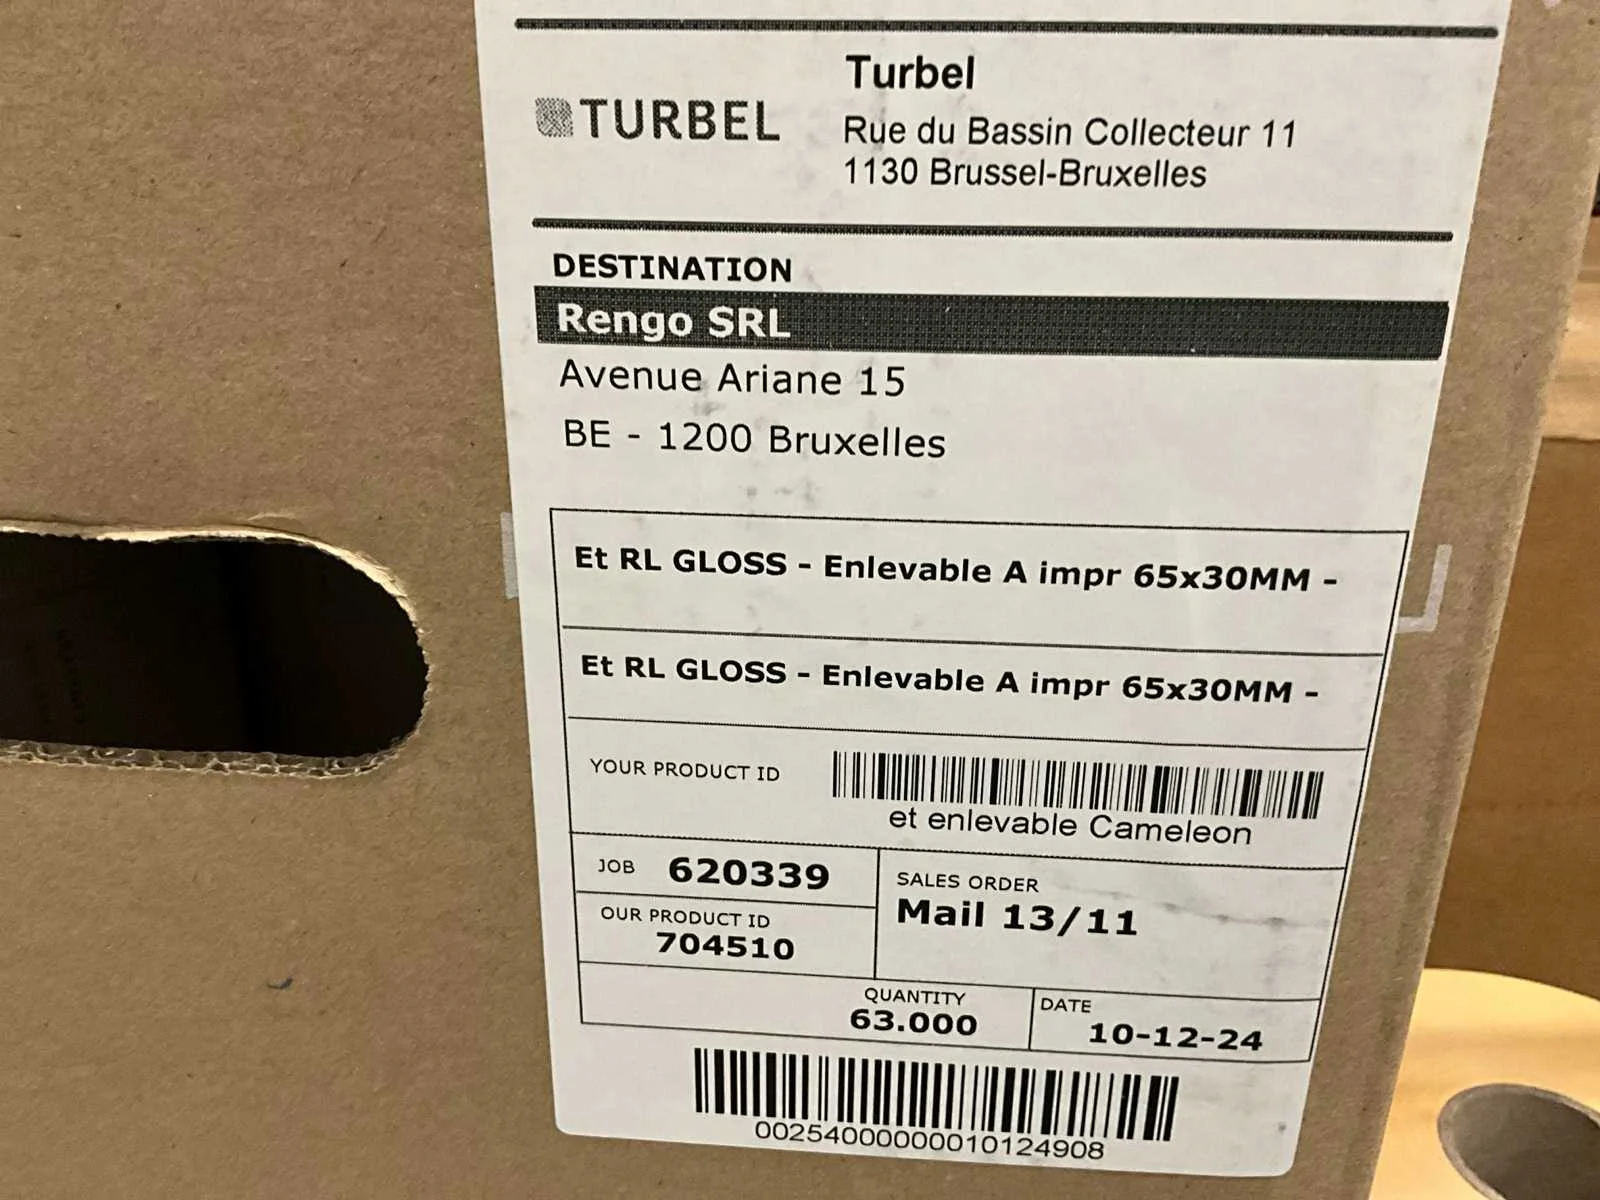 Turbel
TURBEL
Rue du Bassin Collecteur 11
1130 Brussel-Bruxelles
DESTINATION
Rengo SRL
Avenue Ariane 15
BE - 1200 Bruxelles
Et RL GLOSS - Enlevable A impr 65x30MM -
Et RL GLOSS - Enlevable A impr 65x30MM -
YOUR PRODUCT ID
et enlevable Cameleon
JOB 620339
SALES ORDER
Mail 13/11
OUR PRODUCT ID
704510
QUANTITY
63.000
DATE
10-12-24
00254000000010124908